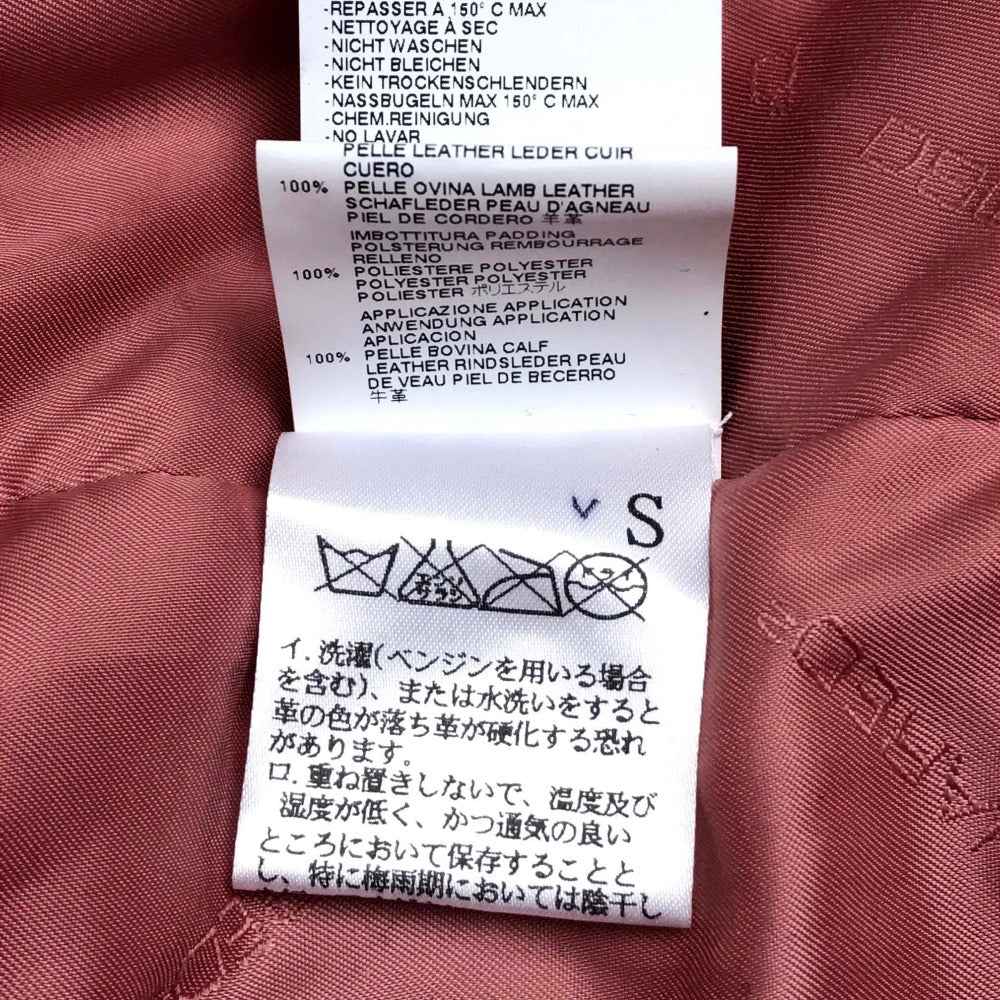 -REPASSER A 150° C MAX
-NETTOYAGE À SEC
-NICHT WASCHEN
-NICHT BLEICHEN
-KEIN TROCKENSCHLENDERN
-NASSBUGELN MAX 150° C MAX
-CHEM.REINIGUNG
-NO LAVAR
PELLE LEATHER LEDER CUIR
CUERO
100% PELLE OVINA LAMB LEATHER
SCHAFLEDER PEAU D'AGNEAU
PIEL DE CORDERO 羊革
IMBOTTITURA PADDING
POLSTERUNG REMBOURRAGE
RELLENO
100% POLIESTERE POLYESTER
POLYESTER POLYESTER
POLIESTER ポリエステル
APPLICAZIONE APPLICATION
ANWENDUNG APPLICATION
APLICACION
100% PELLE BOVINA CALF
LEATHER RINDSLEDER PEAU
DE VEAU PIEL DE BECERRO
牛革
S
エンソ
サラシ
ドライ
イ.洗濯(ベンジンを用いる場合
を含む)、または水洗いをすると
革の色が落ち革が硬化する恐れ
があります。
ロ.重ね置きしないで、温度及び
湿度が低く、かつ通気の良い
ところにおいて保存することと
し、特に梅雨期においては陰干し